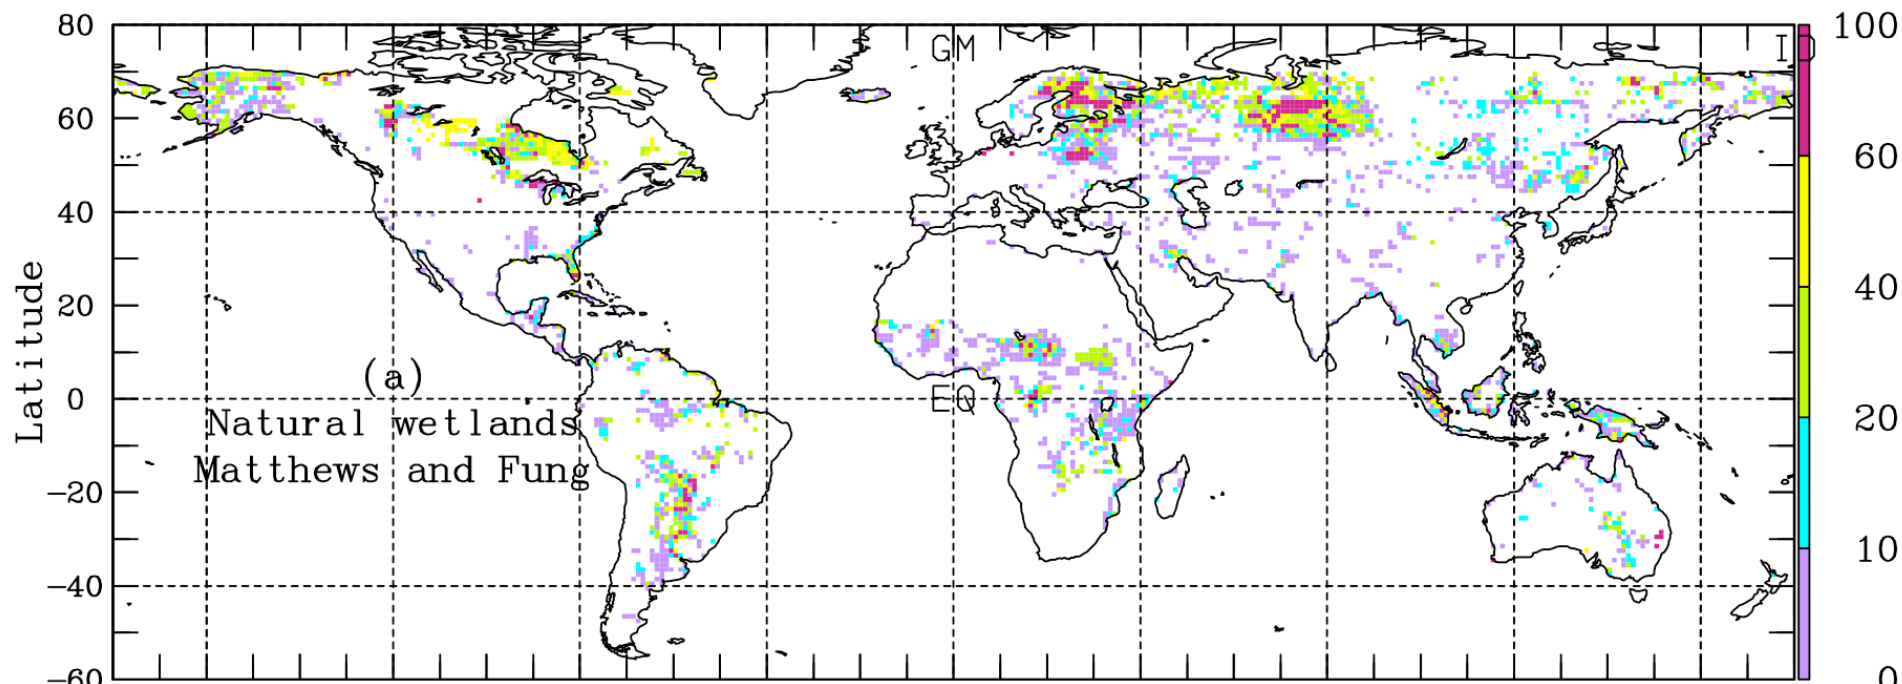 80
60
40
20
0
−20
−40
−60
Latitude
GM
ID
EQ
(a)
Natural wetlands
Matthews and Fung
100
60
40
20
10
0